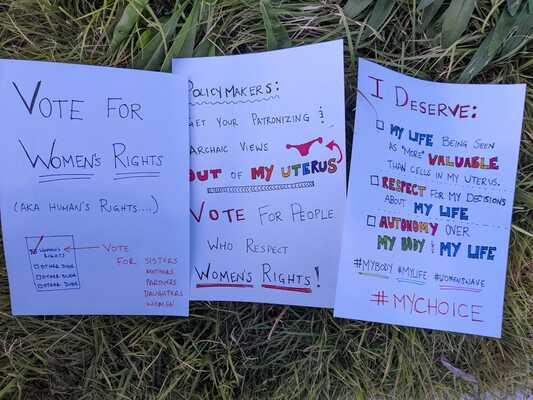 VOTE FOR
WOMEN'S RIGHTS
(AKA HUMAN'S RIGHTS....)
WOMEN'S
RIGHTS
OTHER DUDE
OTHER DUDE
OTHER DUDE
VOTE
FOR SISTERS
MOTHERS
PARTNERS
DAUGHTERS
WOMEN
POLICYMAKERS:
GET YOUR PATRONIZING &
ARCHAIC VIEWS
OUT OF MY UTERUS
VOTE FOR PEOPLE
WHO RESPECT
WOMEN'S RIGHTS!
I DESERVE:
MY LIFE BEING SEEN
AS "MORE" VALUABLE
THAN CELLS IN MY UTERUS.
RESPECT FOR MY DECISIONS
ABOUT MY LIFE
AUTONOMY OVER
MY BODY & MY LIFE
#MYBODY #MYLIFE #WOMENSWAVE
#MYCHOICE